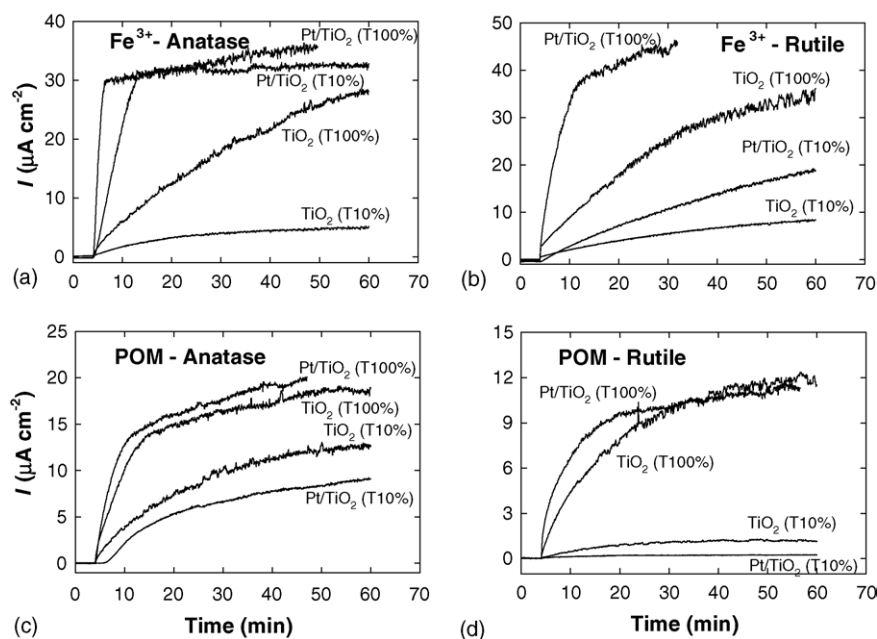 Fe³⁺- Anatase
Pt/TiO₂ (T100%)
Pt/TiO₂ (T10%)
TiO₂ (T100%)
TiO₂ (T10%)
I (μA cm⁻²)
40
30
20
10
0
0 10 20 30 40 50 60 70
(a)
Fe³⁺ - Rutile
Pt/TiO₂ (T100%)
TiO₂ (T100%)
Pt/TiO₂ (T10%)
TiO₂ (T10%)
50
40
30
20
10
0
0 10 20 30 40 50 60 70
(b)
POM - Anatase
Pt/TiO₂ (T100%)
TiO₂ (T100%)
TiO₂ (T10%)
Pt/TiO₂ (T10%)
I (μA cm⁻²)
25
20
15
10
5
0
0 10 20 30 40 50 60 70
Time (min)
(c)
POM - Rutile
Pt/TiO₂ (T100%)
TiO₂ (T100%)
TiO₂ (T10%)
Pt/TiO₂ (T10%)
15
12
9
6
3
0
0 10 20 30 40 50 60 70
Time (min)
(d)